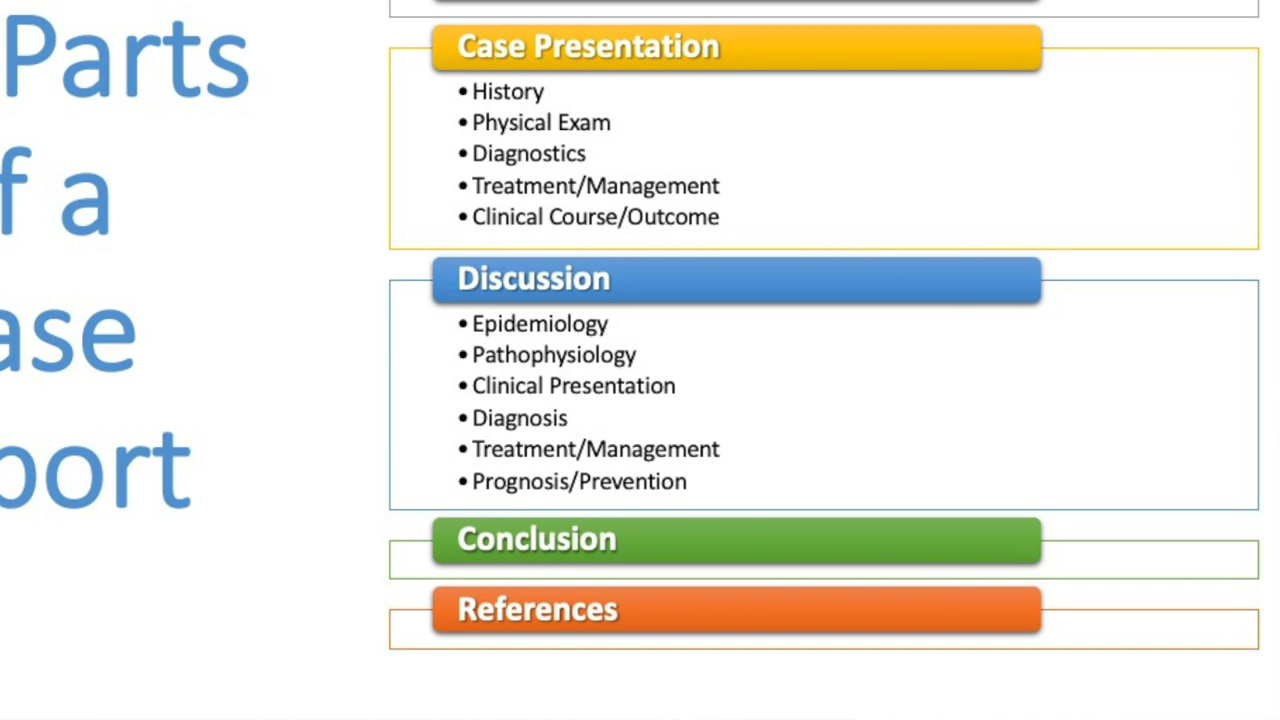 Parts
f a
ase
port
Case Presentation
• History
• Physical Exam
• Diagnostics
• Treatment/Management
• Clinical Course/Outcome
Discussion
• Epidemiology
• Pathophysiology
• Clinical Presentation
• Diagnosis
• Treatment/Management
• Prognosis/Prevention
Conclusion
References